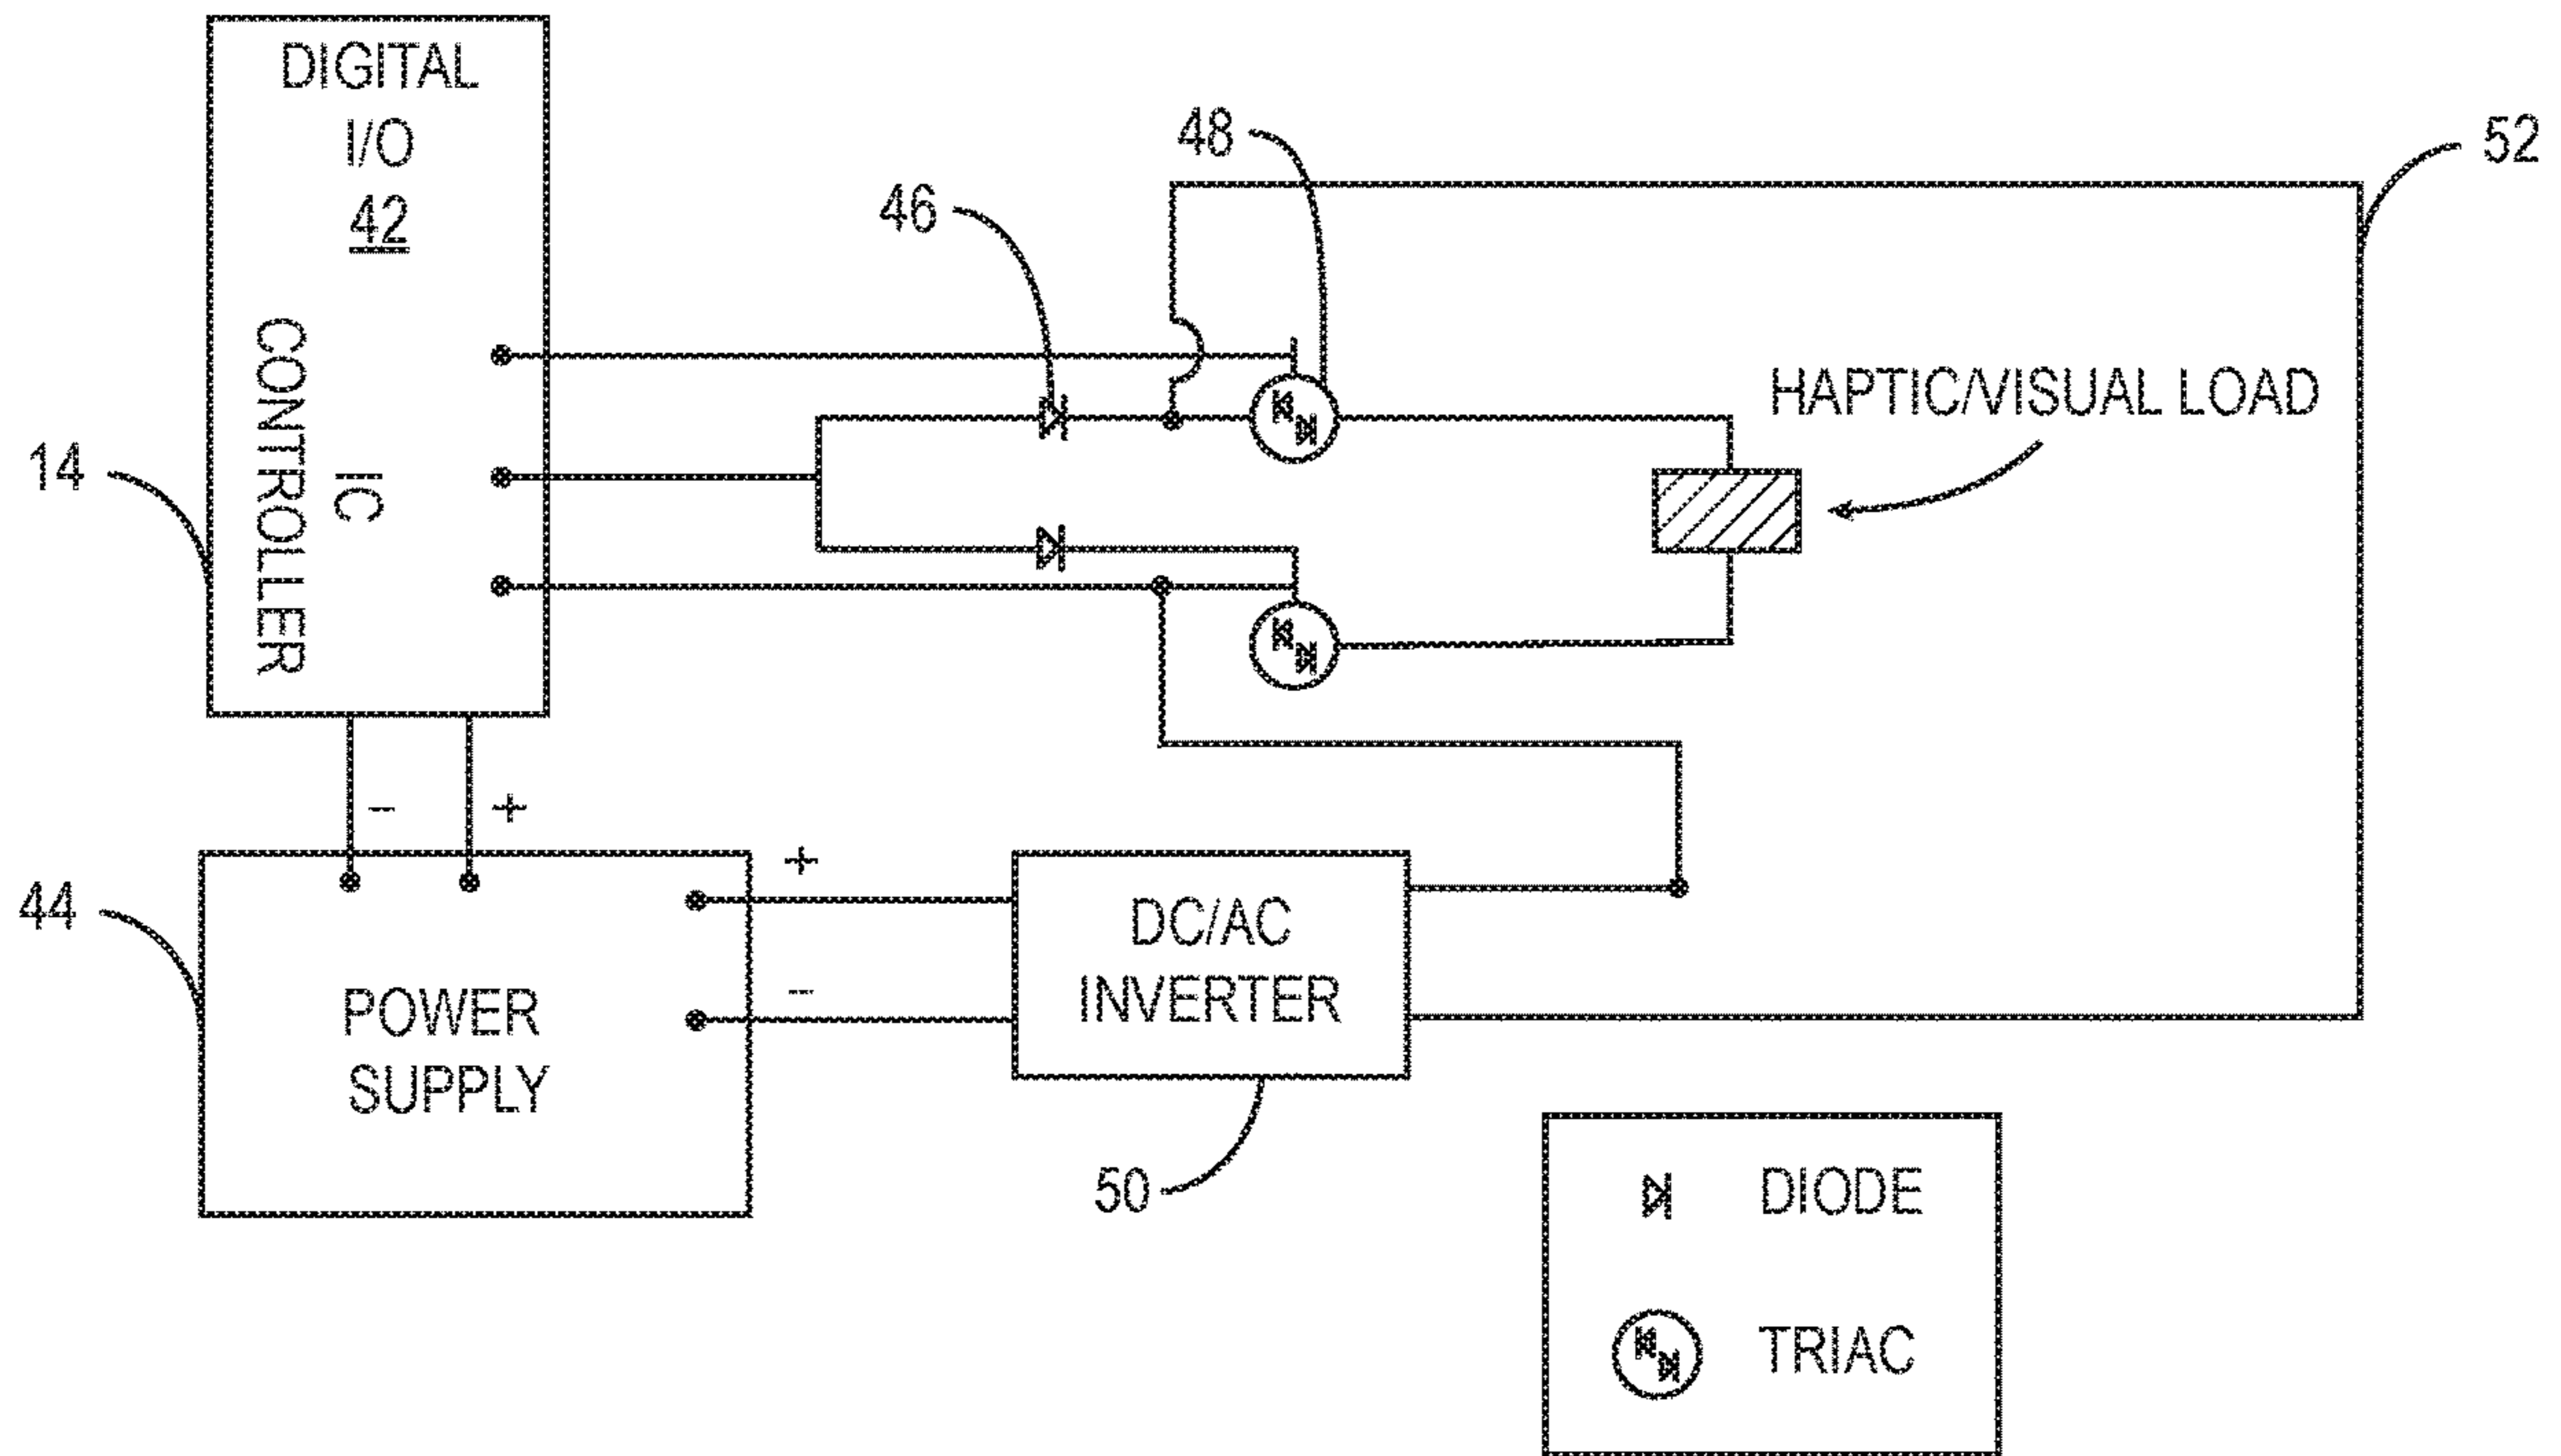 DIGITAL
I/O
42
IC
CONTROLLER
14
46
48
52
HAPTIC/VISUAL LOAD
− +
44
POWER
SUPPLY
+
−
DC/AC
INVERTER
50
DIODE
TRIAC